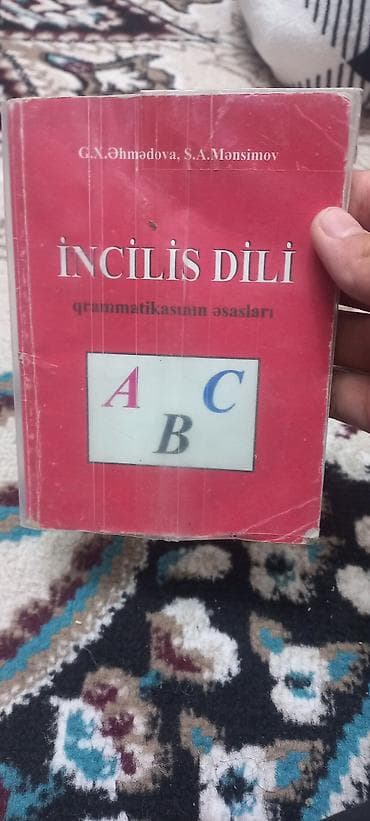 G.X.Əhmədova, S.A.Mənsimov
İNCİLİS DİLİ
qrammatikasının əsasları
A C
B